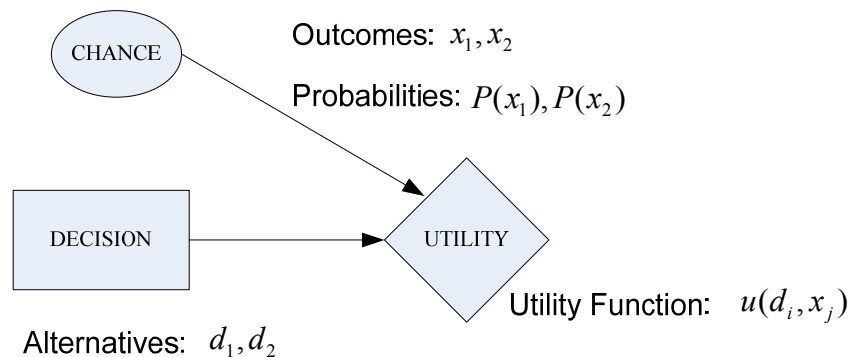 CHANCE
Outcomes: x₁, x₂
Probabilities: P(x₁), P(x₂)
DECISION
UTILITY
Utility Function: u(dᵢ, xⱼ)
Alternatives: d₁, d₂